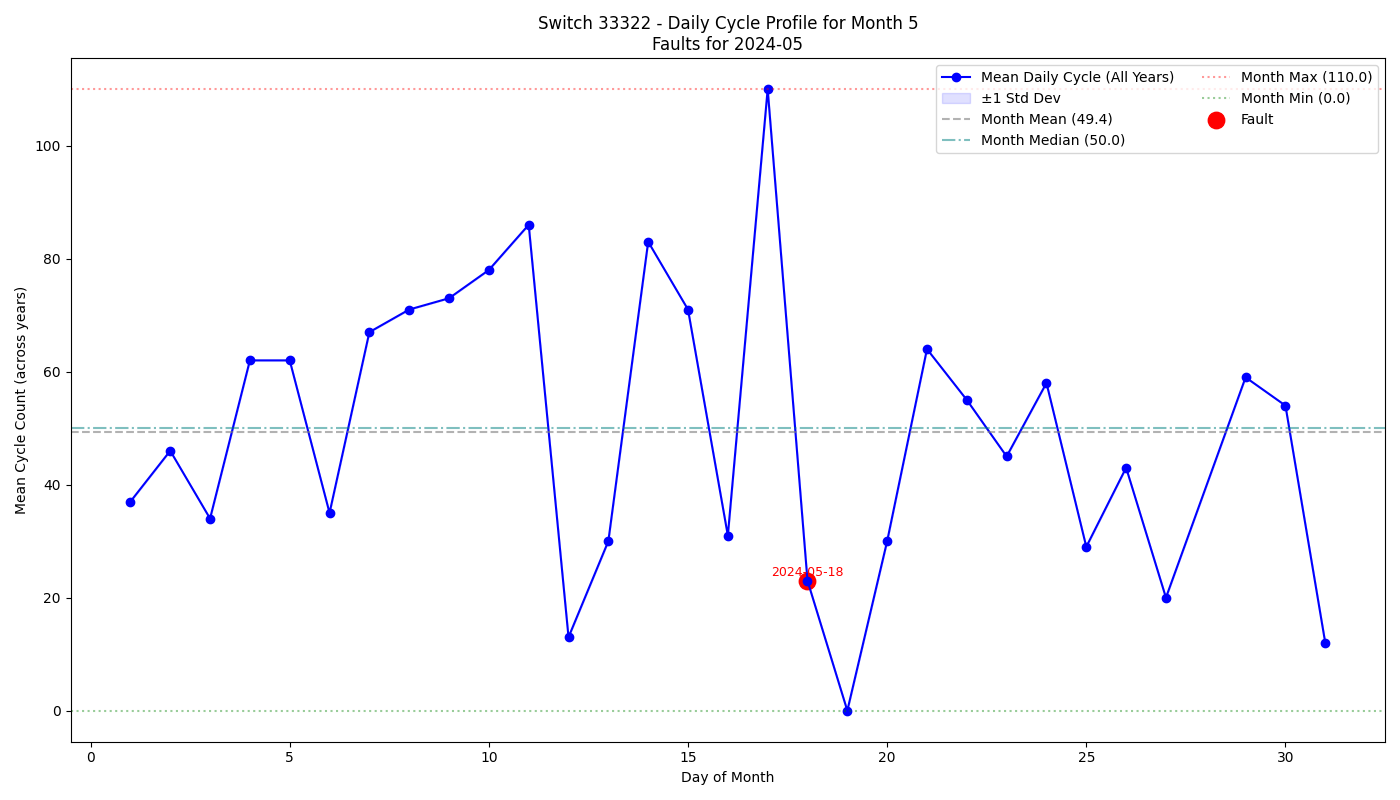 Switch 33322 - Daily Cycle Profile for Month 5
Faults for 2024-05
Mean Daily Cycle (All Years)
±1 Std Dev
Month Mean (49.4)
Month Median (50.0)
Month Max (110.0)
Month Min (0.0)
Fault
Mean Cycle Count (across years)
100
80
60
40
20
0
2024-05-18
0
5
10
15
20
25
30
Day of Month